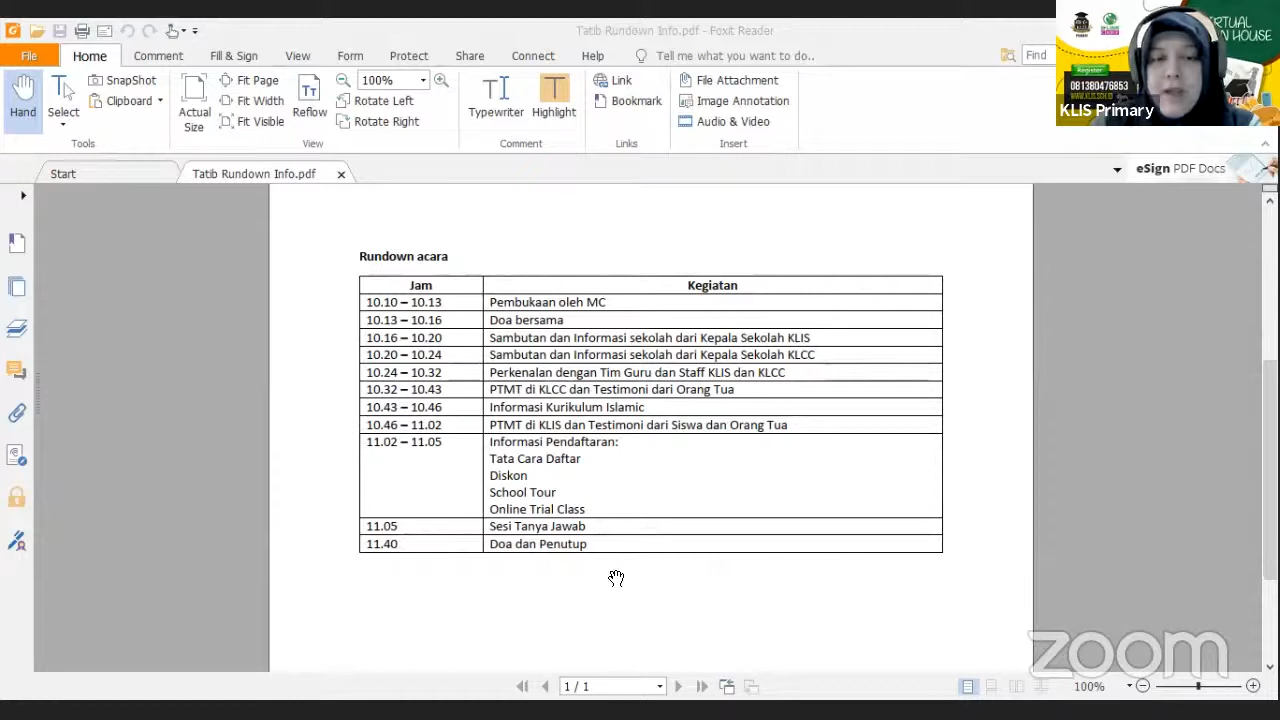 Tatib Rundown Info.pdf - Foxit Reader
File Home Comment Fill & Sign View Form Protect Share Connect Help Tell me what you want to do.. Find
Hand
Select
SnapShot
Clipboard
Tools
Actual Size
Fit Page
Fit Width
Fit Visible
Reflow
100%
Rotate Left
Rotate Right
View
Typewriter
Highlight
Comment
Link
Bookmark
Links
File Attachment
Image Annotation
Audio & Video
Insert
VIRTUAL
HOUSE
Register
081380476853
WWW.KLIS.SCH.ID
KLIS Primary
Start
Tatib Rundown Info.pdf
eSign PDF Docs
Rundown acara
Jam Kegiatan
10.10 – 10.13 Pembukaan oleh MC
10.13 – 10.16 Doa bersama
10.16 – 10.20 Sambutan dan Informasi sekolah dari Kepala Sekolah KLIS
10.20 – 10.24 Sambutan dan Informasi sekolah dari Kepala Sekolah KLCC
10.24 – 10.32 Perkenalan dengan Tim Guru dan Staff KLIS dan KLCC
10.32 – 10.43 PTMT di KLCC dan Testimoni dari Orang Tua
10.43 – 10.46 Informasi Kurikulum Islamic
10.46 – 11.02 PTMT di KLIS dan Testimoni dari Siswa dan Orang Tua
11.02 – 11.05 Informasi Pendaftaran:
Tata Cara Daftar
Diskon
School Tour
Online Trial Class
11.05 Sesi Tanya Jawab
11.40 Doa dan Penutup
zoom
1 / 1
100%